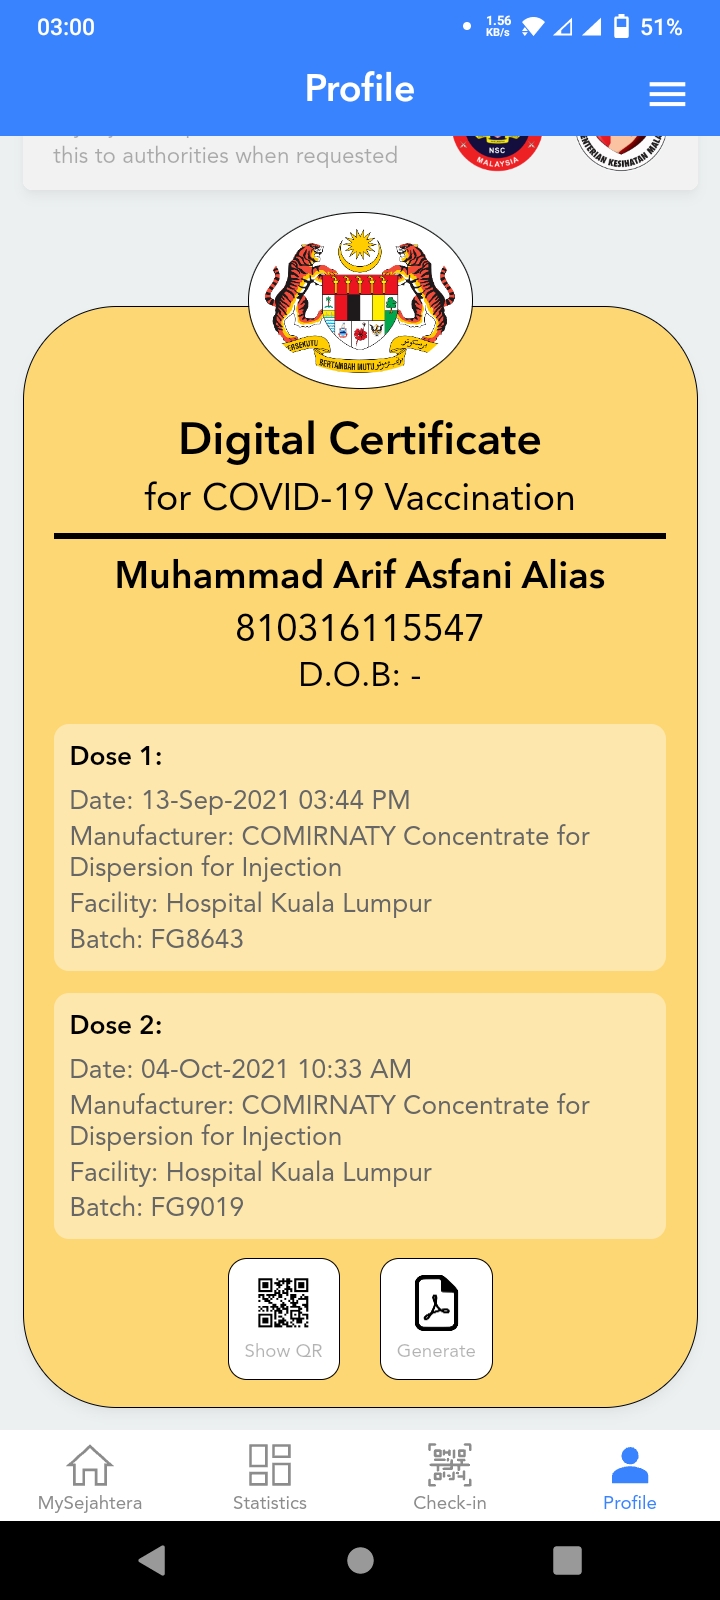 03:00
1.56
KB/s
51%
Profile
this to authorities when requested
NSC
MALAYSIA
KESIHATAN
BERTAMBAH MUTU
Digital Certificate
for COVID-19 Vaccination
Muhammad Arif Asfani Alias
810316115547
D.O.B: -
Dose 1:
Date: 13-Sep-2021 03:44 PM
Manufacturer: COMIRNATY Concentrate for
Dispersion for Injection
Facility: Hospital Kuala Lumpur
Batch: FG8643
Dose 2:
Date: 04-Oct-2021 10:33 AM
Manufacturer: COMIRNATY Concentrate for
Dispersion for Injection
Facility: Hospital Kuala Lumpur
Batch: FG9019
Show QR
Generate
MySejahtera
Statistics
Check-in
Profile